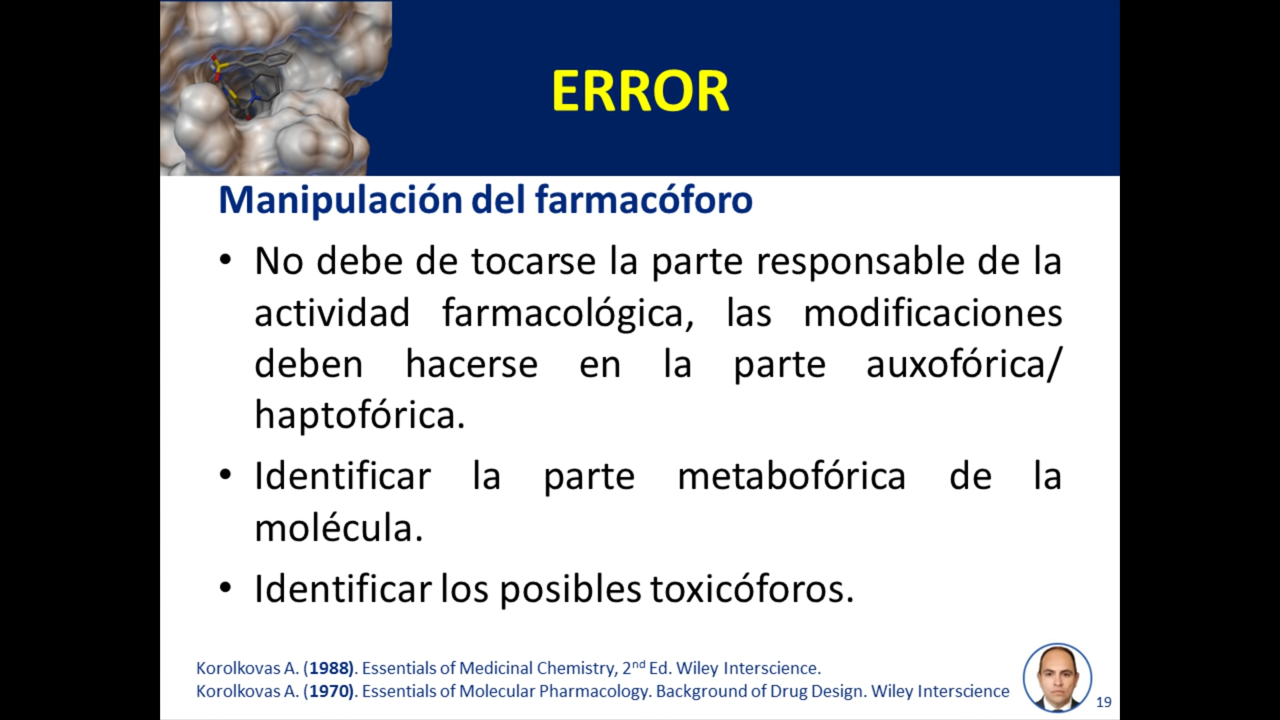 ERROR
Manipulación del farmacóforo
• No debe de tocarse la parte responsable de la
actividad farmacológica, las modificaciones
deben hacerse en la parte auxofórica/
haptofórica.
• Identificar la parte metabofórica de la
molécula.
• Identificar los posibles toxicóforos.
Korolkovas A. (1988). Essentials of Medicinal Chemistry, 2nd Ed. Wiley Interscience.
Korolkovas A. (1970). Essentials of Molecular Pharmacology. Background of Drug Design. Wiley Interscience
19